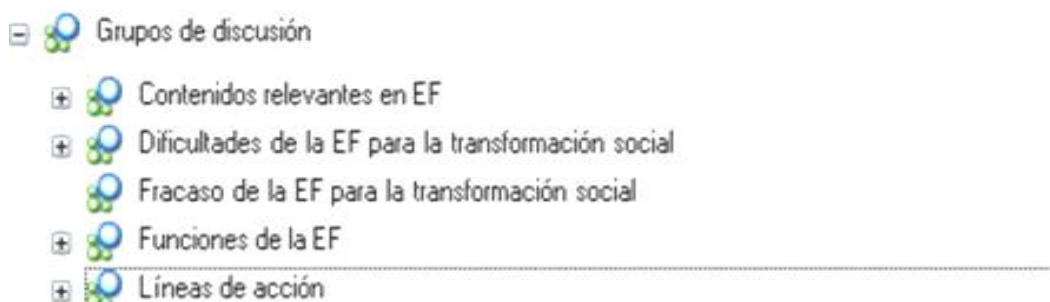 Grupos de discusión
Contenidos relevantes en EF
Dificultades de la EF para la transformación social
Fracaso de la EF para la transformación social
Funciones de la EF
Líneas de acción